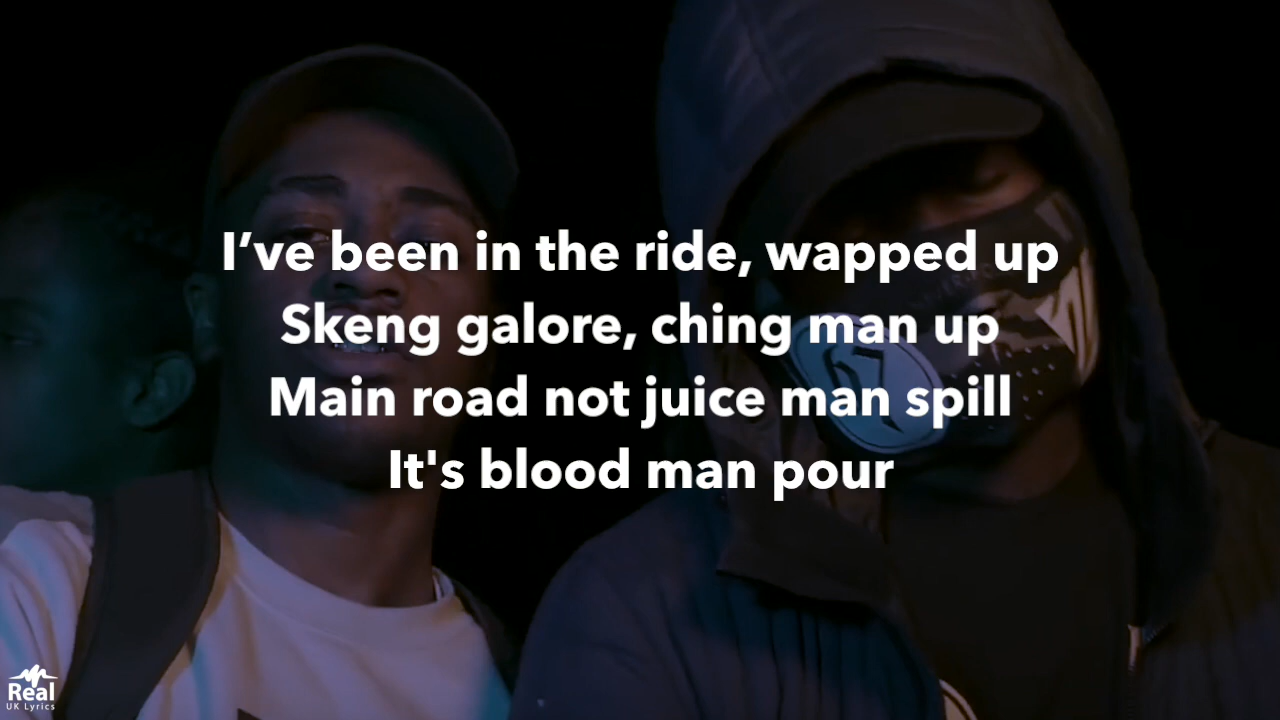 I’ve been in the ride, wapped up
Skeng galore, ching man up
Main road not juice man spill
It's blood man pour
Real
UK Lyrics